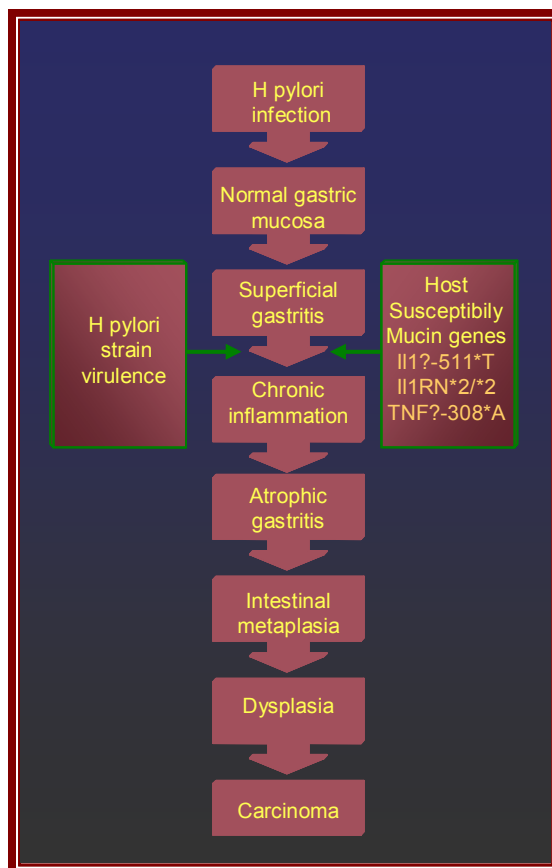 H pylori
infection
Normal gastric
mucosa
Superficial
gastritis
H pylori
strain
virulence
Host
Susceptibily
Mucin genes
Il1?-511*T
Il1RN*2/*2
TNF?-308*A
Chronic
inflammation
Atrophic
gastritis
Intestinal
metaplasia
Dysplasia
Carcinoma